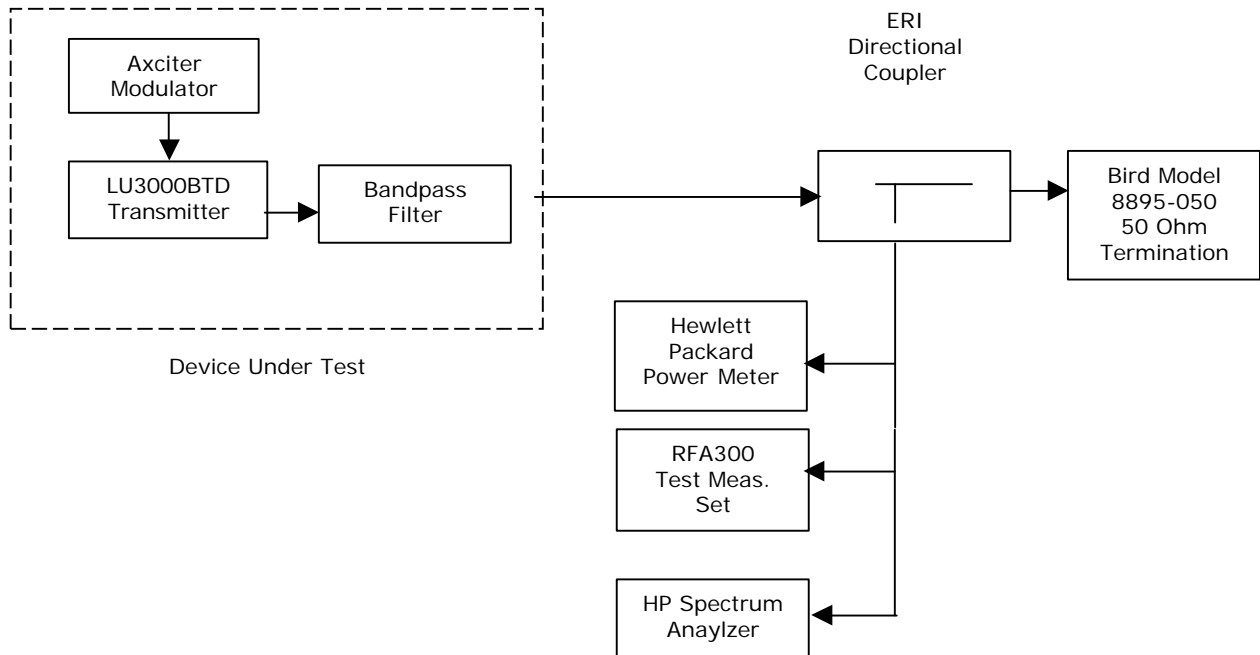 ERI
Directional
Coupler
Axciter
Modulator
LU3000BTD
Transmitter
Bandpass
Filter
Bird Model
8895-050
50 Ohm
Termination
Device Under Test
Hewlett
Packard
Power Meter
RFA300
Test Meas.
Set
HP Spectrum
Anaylzer